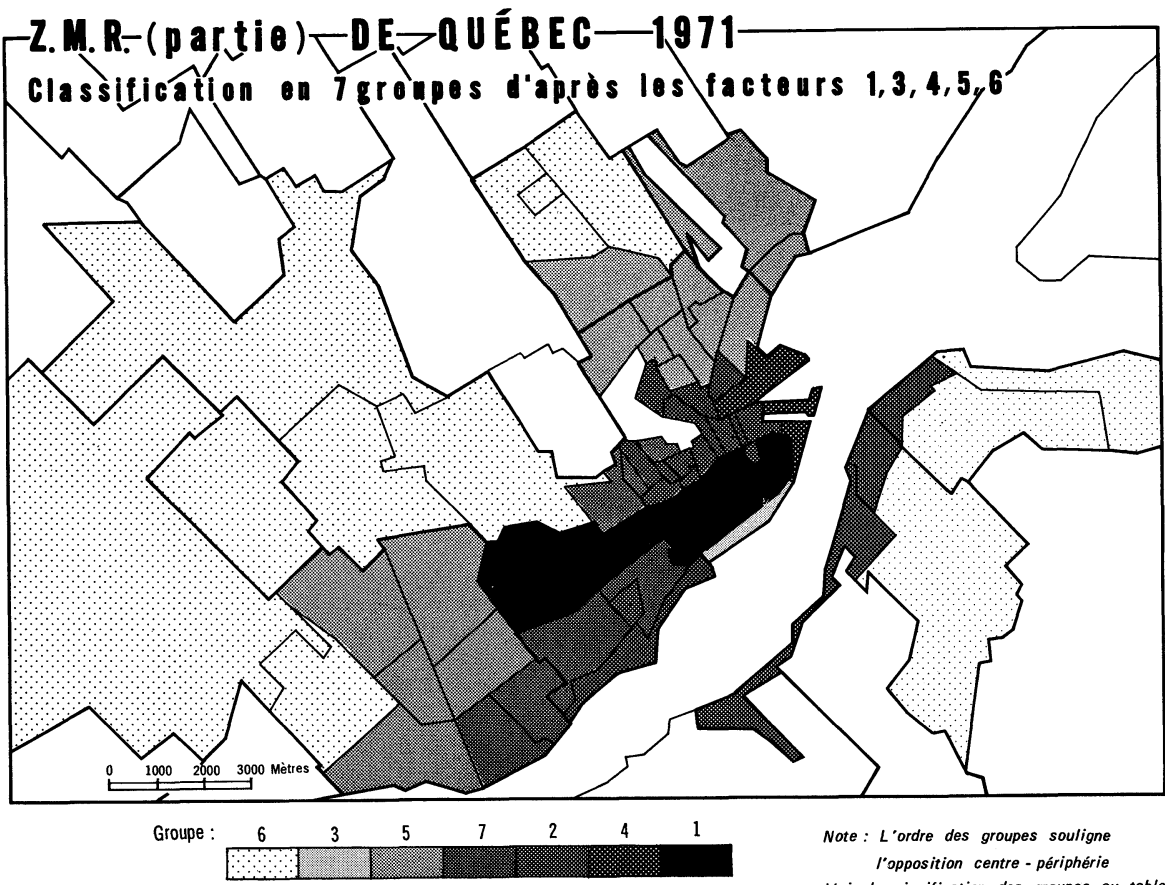 Z.M.R. (partie) DE QUÉBEC 1971
Classification en 7 groupes d'après les facteurs 1,3,4,5,6
0 1000 2000 3000 Mètres
Groupe : 6 3 5 7 2 4 1
Note : L'ordre des groupes souligne
l'opposition centre - périphérie